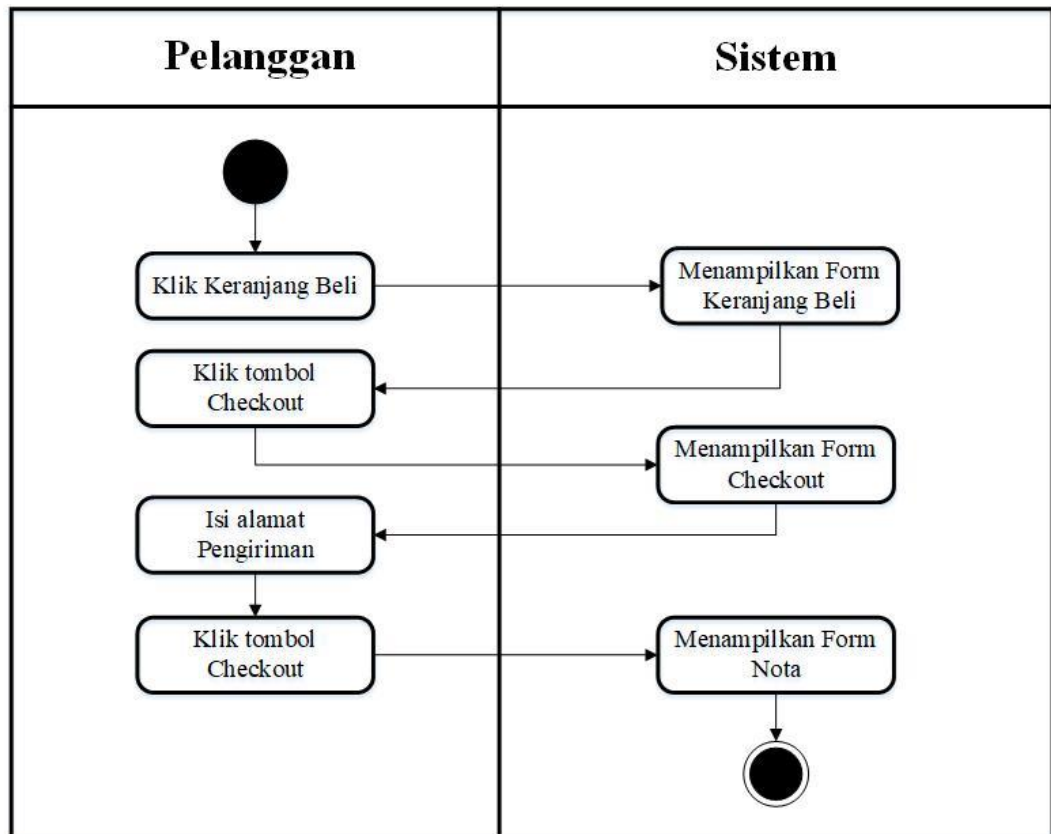 Pelanggan
Sistem
Klik Keranjang Beli
Menampilkan Form
Keranjang Beli
Klik tombol
Checkout
Menampilkan Form
Checkout
Isi alamat
Pengiriman
Klik tombol
Checkout
Menampilkan Form
Nota